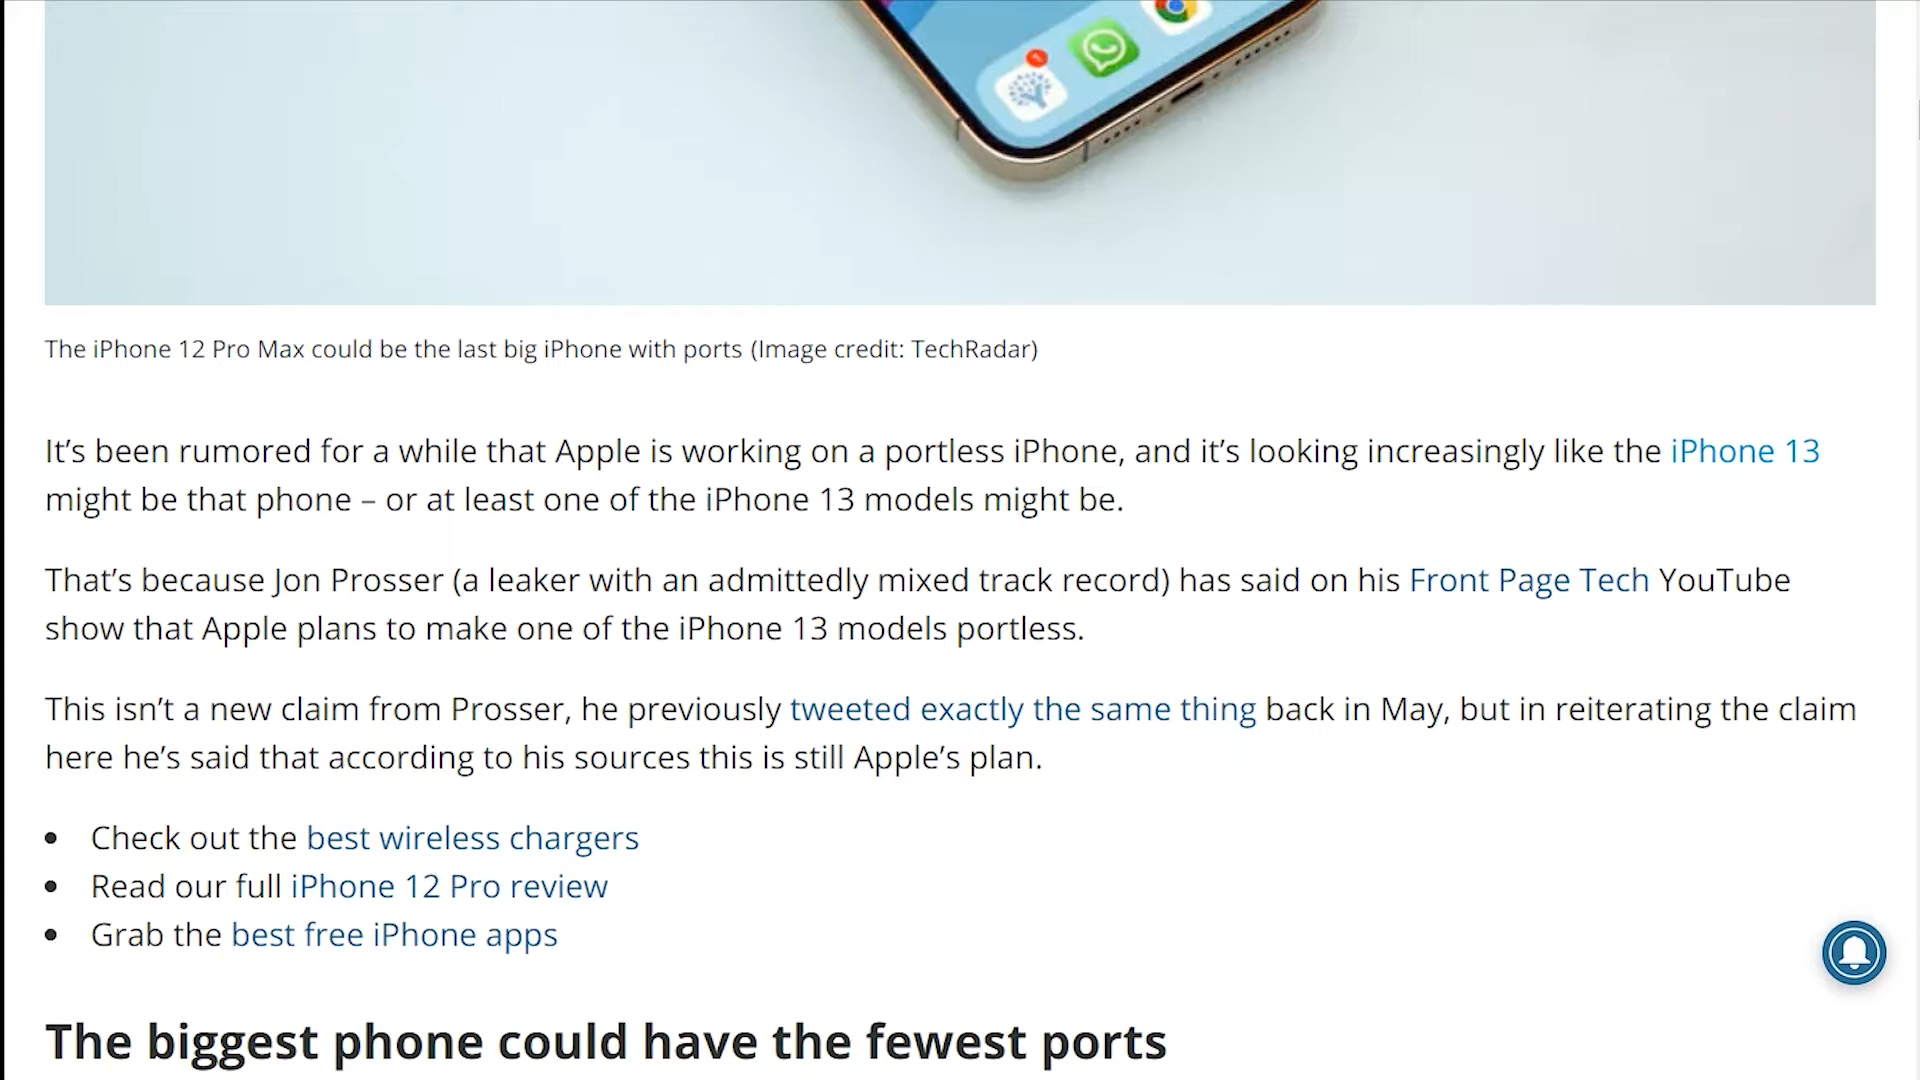 The iPhone 12 Pro Max could be the last big iPhone with ports (Image credit: TechRadar)
It’s been rumored for a while that Apple is working on a portless iPhone, and it’s looking increasingly like the iPhone 13
might be that phone – or at least one of the iPhone 13 models might be.
That’s because Jon Prosser (a leaker with an admittedly mixed track record) has said on his Front Page Tech YouTube
show that Apple plans to make one of the iPhone 13 models portless.
This isn’t a new claim from Prosser, he previously tweeted exactly the same thing back in May, but in reiterating the claim
here he’s said that according to his sources this is still Apple’s plan.
• Check out the best wireless chargers
• Read our full iPhone 12 Pro review
• Grab the best free iPhone apps
The biggest phone could have the fewest ports